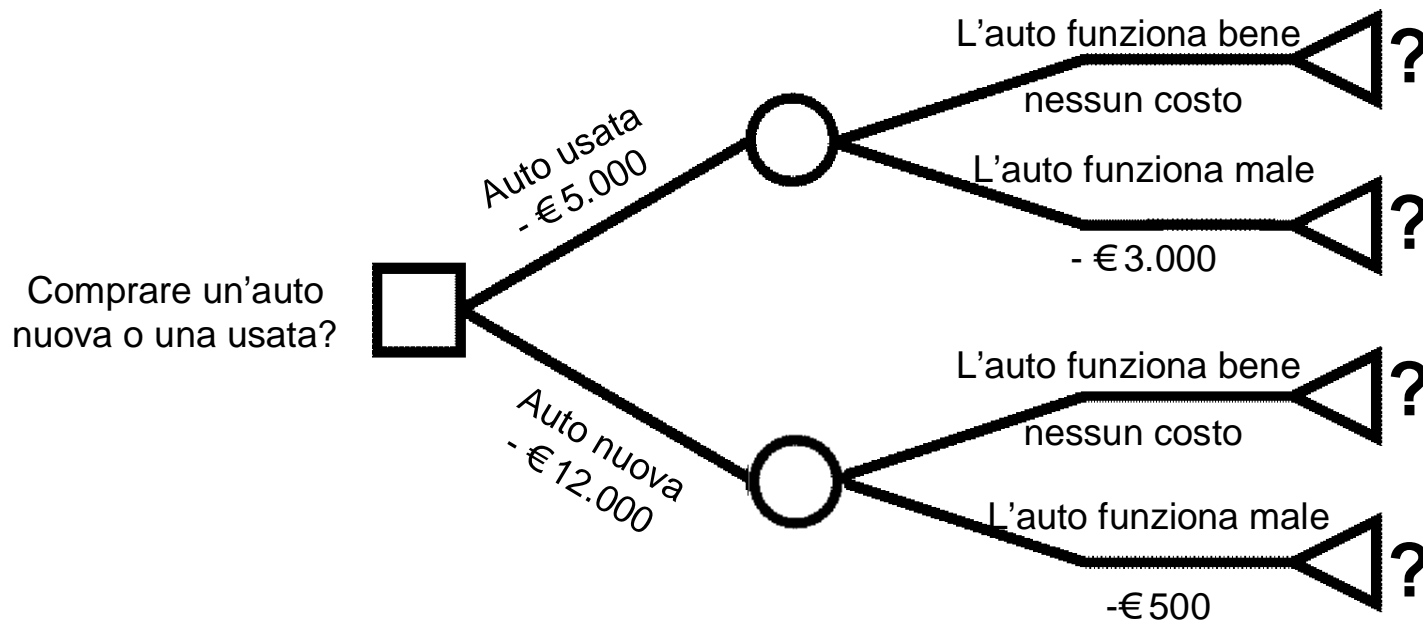 L'auto funziona bene
?
nessun costo
Auto usata
- €5.000
L'auto funziona male
?
- €3.000
Comprare un'auto
nuova o una usata?
L'auto funziona bene
?
nessun costo
Auto nuova
- €12.000
L'auto funziona male
?
-€500